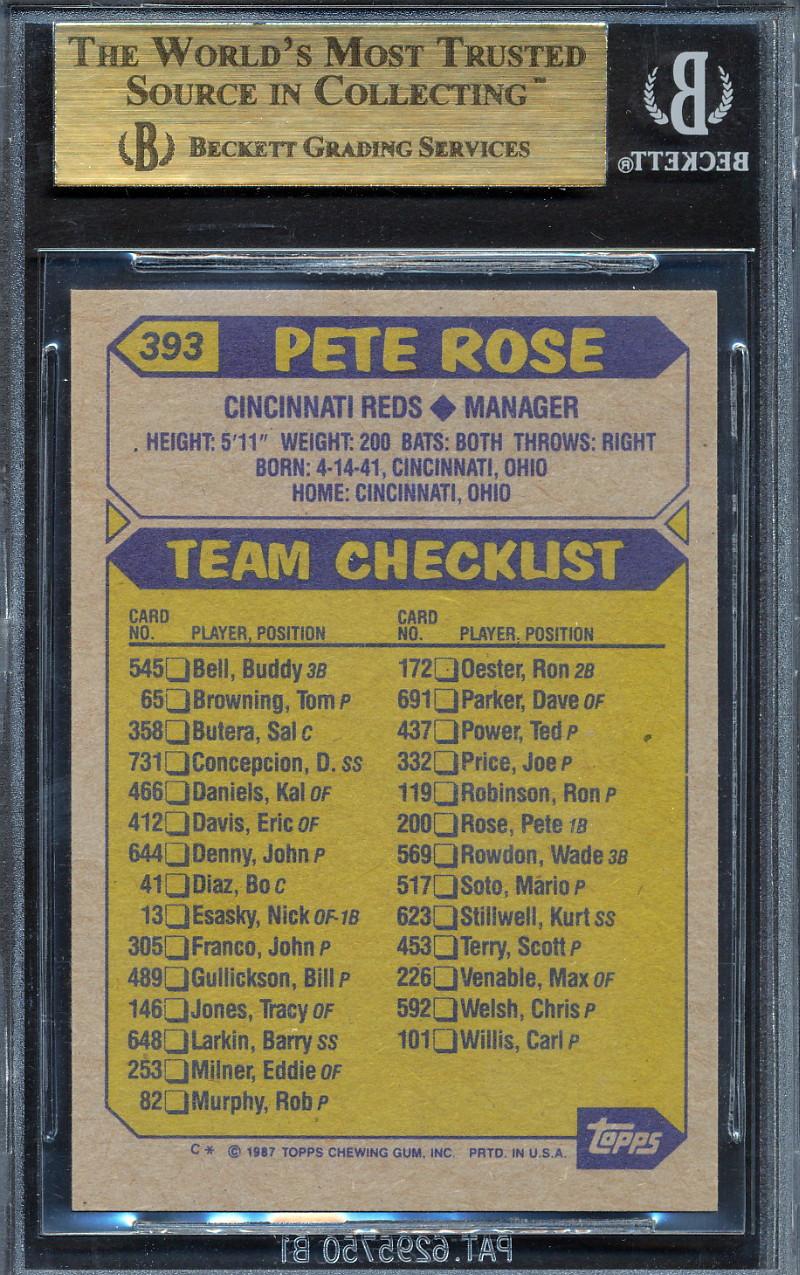 THE WORLD'S MOST TRUSTED
SOURCE IN COLLECTING™
B BECKETT GRADING SERVICES
B
BECKETT®
393 PETE ROSE
CINCINNATI REDS ◆ MANAGER
HEIGHT: 5'11" WEIGHT: 200 BATS: BOTH THROWS: RIGHT
BORN: 4-14-41, CINCINNATI, OHIO
HOME: CINCINNATI, OHIO
TEAM CHECKLIST
CARD
NO. PLAYER, POSITION
545 Bell, Buddy 3B
65 Browning, Tom P
358 Butera, Sal C
731 Concepcion, D. SS
466 Daniels, Kal OF
412 Davis, Eric OF
644 Denny, John P
41 Diaz, Bo C
13 Esasky, Nick OF-1B
305 Franco, John P
489 Gullickson, Bill P
146 Jones, Tracy OF
648 Larkin, Barry SS
253 Milner, Eddie OF
82 Murphy, Rob P
CARD
NO. PLAYER, POSITION
172 Oester, Ron 2B
691 Parker, Dave OF
437 Power, Ted P
332 Price, Joe P
119 Robinson, Ron P
200 Rose, Pete 1B
569 Rowdon, Wade 3B
517 Soto, Mario P
623 Stillwell, Kurt SS
453 Terry, Scott P
226 Venable, Max OF
592 Welsh, Chris P
101 Willis, Carl P
C* © 1987 TOPPS CHEWING GUM, INC. PRTD. IN U.S.A.
topps
PAT. 6295750 B1